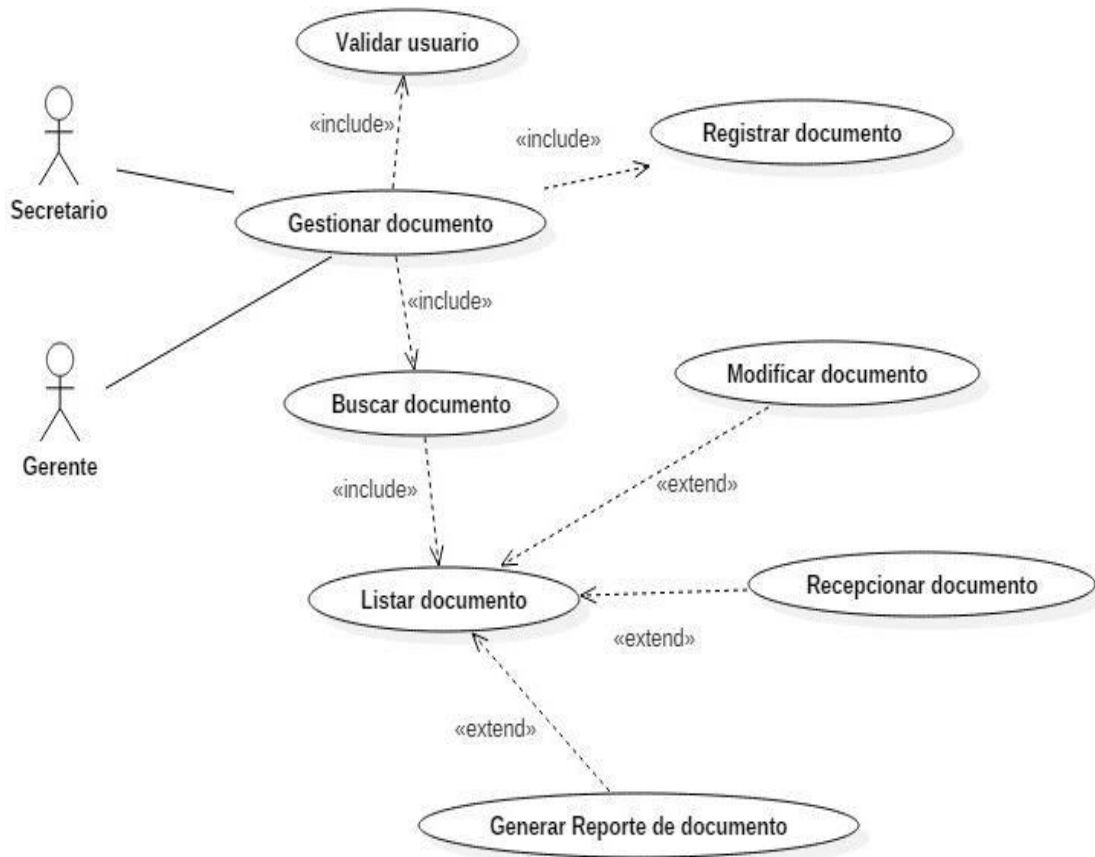 Validar usuario
«include»
Registrar documento
«include»
Secretario
Gestionar documento
«include»
Modificar documento
Buscar documento
Gerente
«include»
«extend»
Listar documento
Recepcionar documento
«extend»
«extend»
Generar Reporte de documento